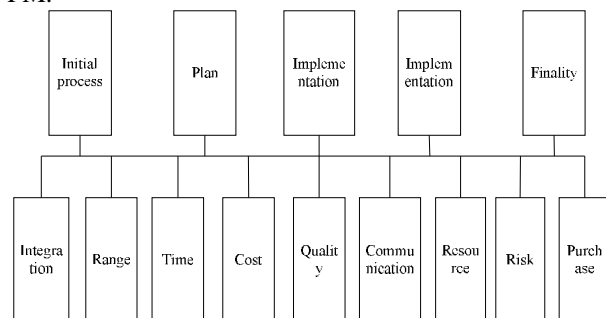 PM.
Initial
process
Plan
Impleme
ntation
Implem
entation
Finality
Integra
tion
Range
Time
Cost
Qualit
y
Commu
nication
Resou
rce
Risk
Purch
ase